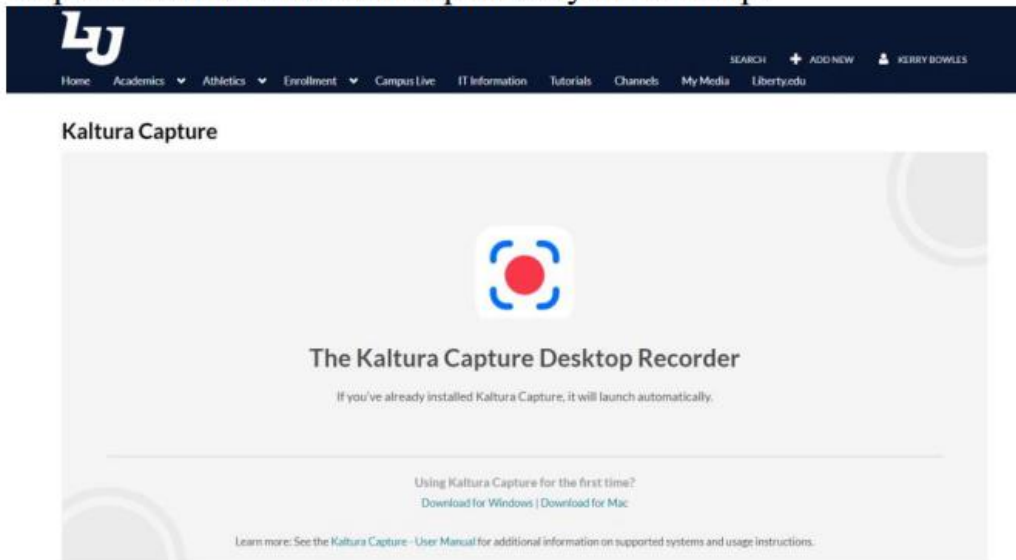 LU
SEARCH ADD NEW KERRY BOWLES
Home Academics Athletics Enrollment Campus Live IT Information Tutorials Channels My Media Liberty.edu
Kaltura Capture
The Kaltura Capture Desktop Recorder
If you've already installed Kaltura Capture, it will launch automatically.
Using Kaltura Capture for the first time?
Download for Windows | Download for Mac
Learn more: See the Kaltura Capture - User Manual for additional information on supported systems and usage instructions.